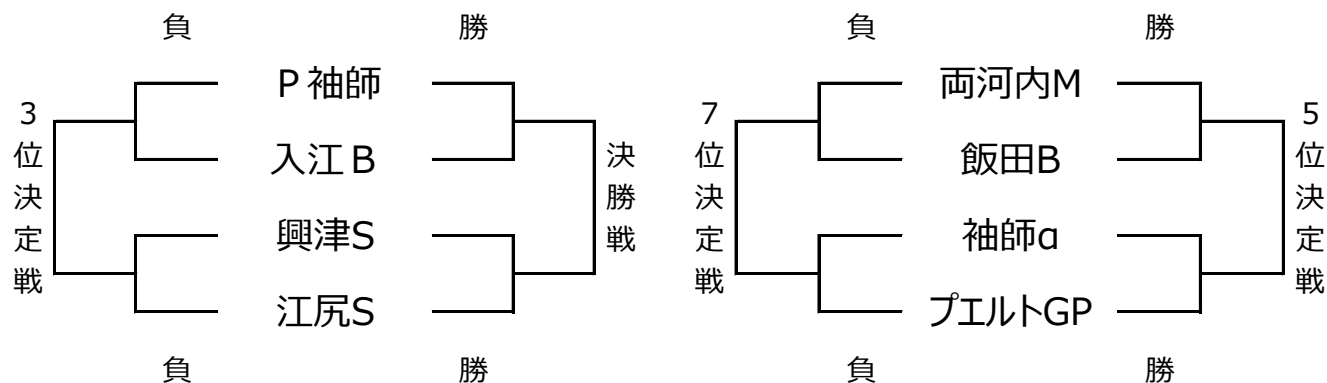 負 勝
P 袖師
入江 B
興津S
江尻S
3位決定戦
決勝戦
負 勝
負 勝
両河内M
飯田B
袖師α
プエルトGP
7位決定戦
5位決定戦
負 勝